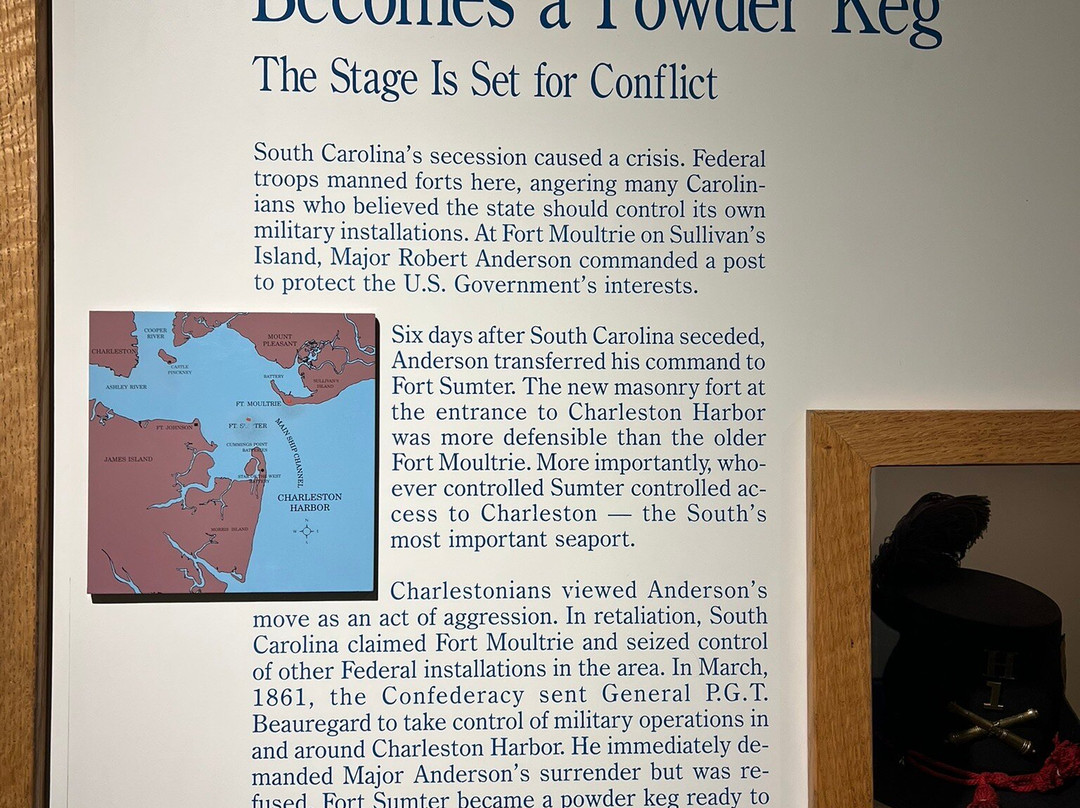 Becomes a Powder Keg
The Stage Is Set for Conflict
South Carolina's secession caused a crisis. Federal
troops manned forts here, angering many Carolin-
ians who believed the state should control its own
military installations. At Fort Moultrie on Sullivan's
Island, Major Robert Anderson commanded a post
to protect the U.S. Government's interests.
Six days after South Carolina seceded,
Anderson transferred his command to
Fort Sumter. The new masonry fort at
the entrance to Charleston Harbor
was more defensible than the older
Fort Moultrie. More importantly, who-
ever controlled Sumter controlled ac-
cess to Charleston — the South's
most important seaport.
Charlestonians viewed Anderson's
move as an act of aggression. In retaliation, South
Carolina claimed Fort Moultrie and seized control
of other Federal installations in the area. In March,
1861, the Confederacy sent General P.G.T.
Beauregard to take control of military operations in
and around Charleston Harbor. He immediately de-
manded Major Anderson's surrender but was re-
fused. Fort Sumter became a powder keg ready to
COOPER
RIVER
CHARLESTON
MOUNT
PLEASANT
CASTLE
PINCKNEY
ASHLEY RIVER
BATTERY
SULLIVAN'S
ISLAND
FT. MOULTRIE
FT. S TER
FT. JOHNSON
MAIN SHIP CHANNEL
CUMMINGS POINT
BATTERIES
JAMES ISLAND
STAR OF THE WEST
BATTERY
CHARLESTON
HARBOR
MORRIS ISLAND
N
W E
S
H
1